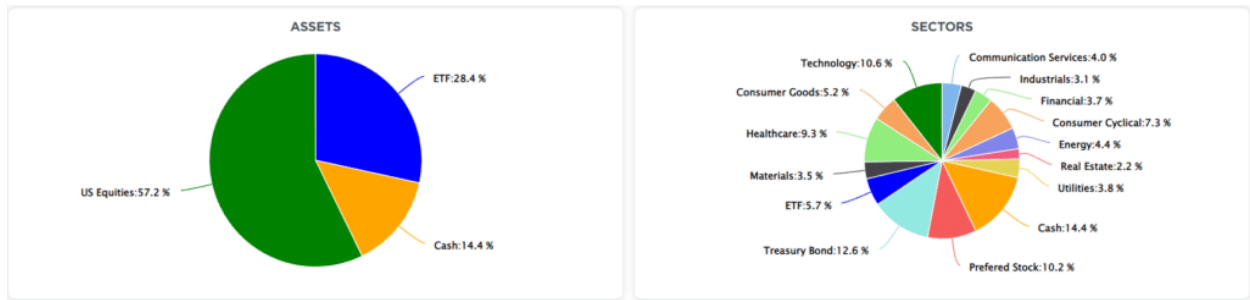 ASSETS
ETF:28.4 %
US Equities:57.2 %
Cash:14.4 %
SECTORS
Communication Services:4.0 %
Technology:10.6 %
Industrials:3.1 %
Consumer Goods:5.2 %
Financial:3.7 %
Consumer Cyclical:7.3 %
Healthcare:9.3 %
Energy:4.4 %
Real Estate:2.2 %
Materials:3.5 %
Utilities:3.8 %
ETF:5.7 %
Cash:14.4 %
Treasury Bond:12.6 %
Prefered Stock:10.2 %